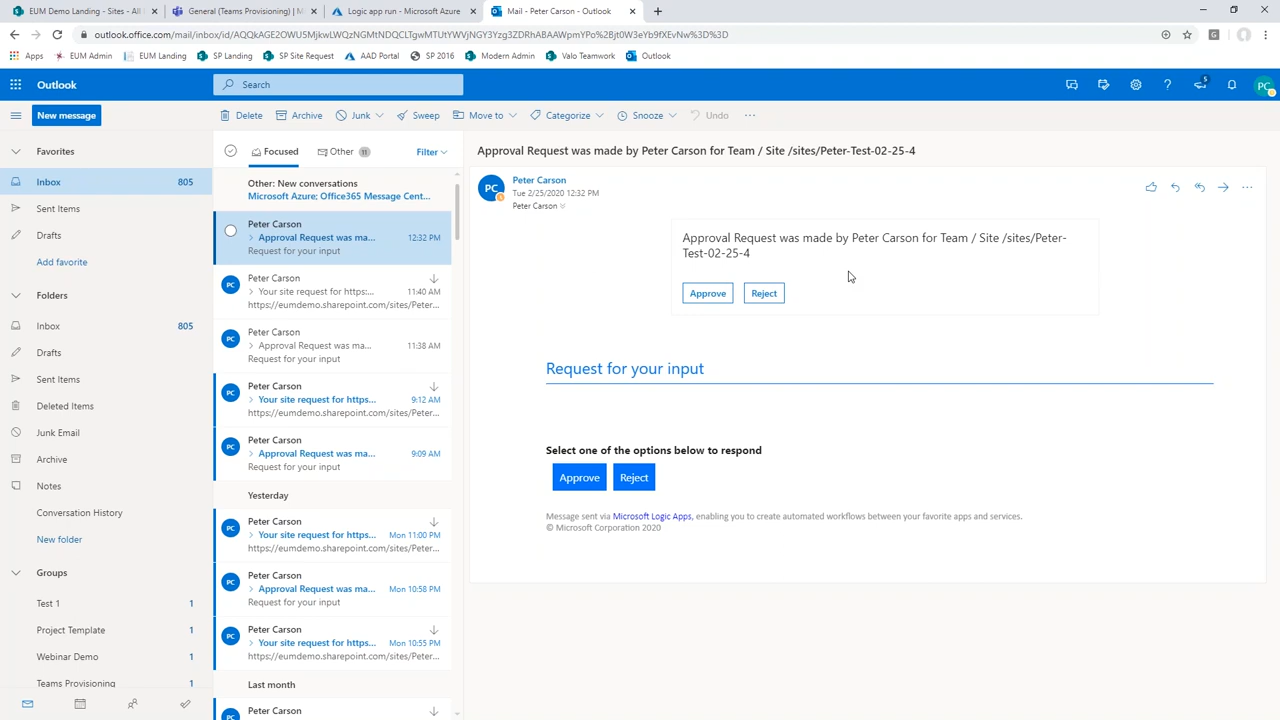 EUM Demo Landing - Sites - All
General (Teams Provisioning) | M
Logic app run - Microsoft Azure
Mail - Peter Carson - Outlook
outlook.office.com/mail/inbox/id/
Apps
EUM Admin
EUM Landing
SP Landing
SP Site Request
AAD Portal
SP 2016
Modern Admin
Valo Teamwork
Outlook
Outlook
Search
5
PC
New message
Delete
Archive
Junk
Sweep
Move to
Categorize
Snooze
Undo
Favorites
Inbox 805
Sent Items
Drafts
Add favorite
Folders
Inbox 805
Drafts
Sent Items
Deleted Items
Junk Email
Archive
Notes
Conversation History
New folder
Groups
Test 1 1
Project Template 1
Webinar Demo 1
Teams Provisioning 1
Focused
Other 11
Filter
Other: New conversations
Microsoft Azure; Office365 Message Cent...
Peter Carson
Approval Request was ma... 12:32 PM
Request for your input
PC
Peter Carson
Your site request for https:... 11:40 AM
https://eumdemo.sharepoint.com/sites/Peter...
PC
Peter Carson
Approval Request was ma... 11:38 AM
Request for your input
PC
Peter Carson
Your site request for https... 9:12 AM
https://eumdemo.sharepoint.com/sites/Peter...
PC
Peter Carson
Approval Request was ma... 9:09 AM
Request for your input
Yesterday
PC
Peter Carson
Your site request for https... Mon 11:00 PM
https://eumdemo.sharepoint.com/sites/Peter...
PC
Peter Carson
Approval Request was ma... Mon 10:58 PM
Request for your input
PC
Peter Carson
Your site request for https... Mon 10:55 PM
https://eumdemo.sharepoint.com/sites/Peter...
Last month
PC
Peter Carson
Approval Request was made by Peter Carson for Team / Site /sites/Peter-Test-02-25-4
PC
Peter Carson
Tue 2/25/2020 12:32 PM
Peter Carson
Approval Request was made by Peter Carson for Team / Site /sites/Peter-
Test-02-25-4
Approve
Reject
Request for your input
Select one of the options below to respond
Approve
Reject
Message sent via Microsoft Logic Apps, enabling you to create automated workflows between your favorite apps and services.
© Microsoft Corporation 2020